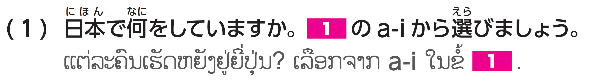 (1) 日本で何をしていますか。 1 の a-i から選びましょう。
ແຕ່ລະຄົນເຮັດຫຍັງຢູ່ຍີ່ປຸ່ນ? ເລືອກຈາກ a-i ໃນຂໍ້ 1 .